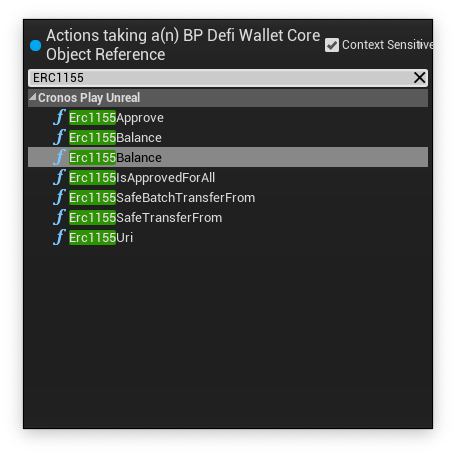 Actions taking a(n) BP Defi Wallet Core
Object Reference
Context Sensitive
ERC1155
Cronos Play Unreal
Erc1155Approve
Erc1155Balance
Erc1155Balance
Erc1155IsApprovedForAll
Erc1155SafeBatchTransferFrom
Erc1155SafeTransferFrom
Erc1155Uri